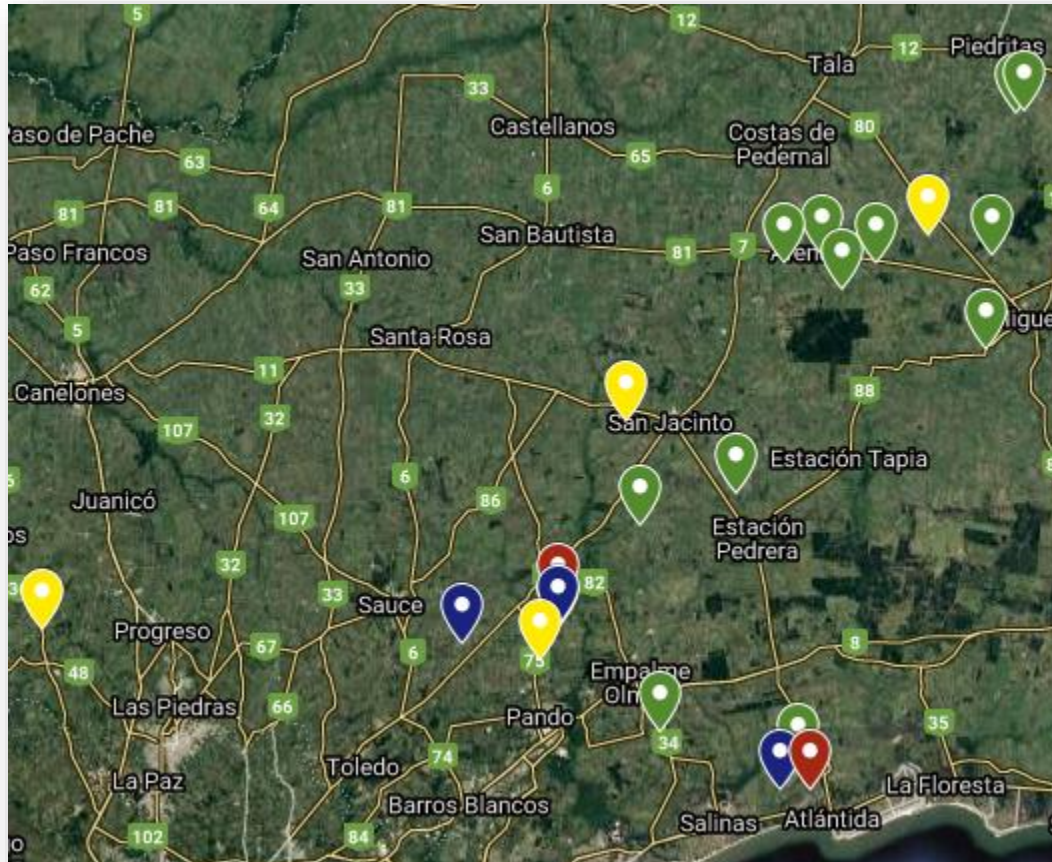 5
12
Piedritas
12
Tala
33
Paso de Pache
Castellanos
80
Costas de
Pedernal
63
65
6
81
81
64
81
San Bautista
Paso Francos
San Antonio
81
7
62
33
5
Santa Rosa
11
88
Canelones
32
107
San Jacinto
Estación Tapia
6
86
Juanicó
107
Estación
Pedrera
32
33
82
Sauce
Progreso
67
6
75
8
48
Empalme
Las Piedras
66
Pando
34
35
74
La Paz
Toledo
La Floresta
Barros Blancos
Salinas
Atlántida
102
84